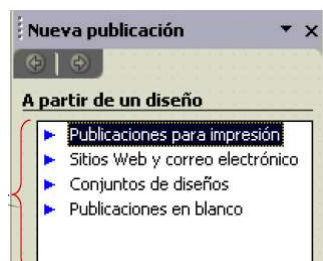 Nueva publicación
A partir de un diseño
Publicaciones para impresión
Sitios Web y correo electrónico
Conjuntos de diseños
Publicaciones en blanco